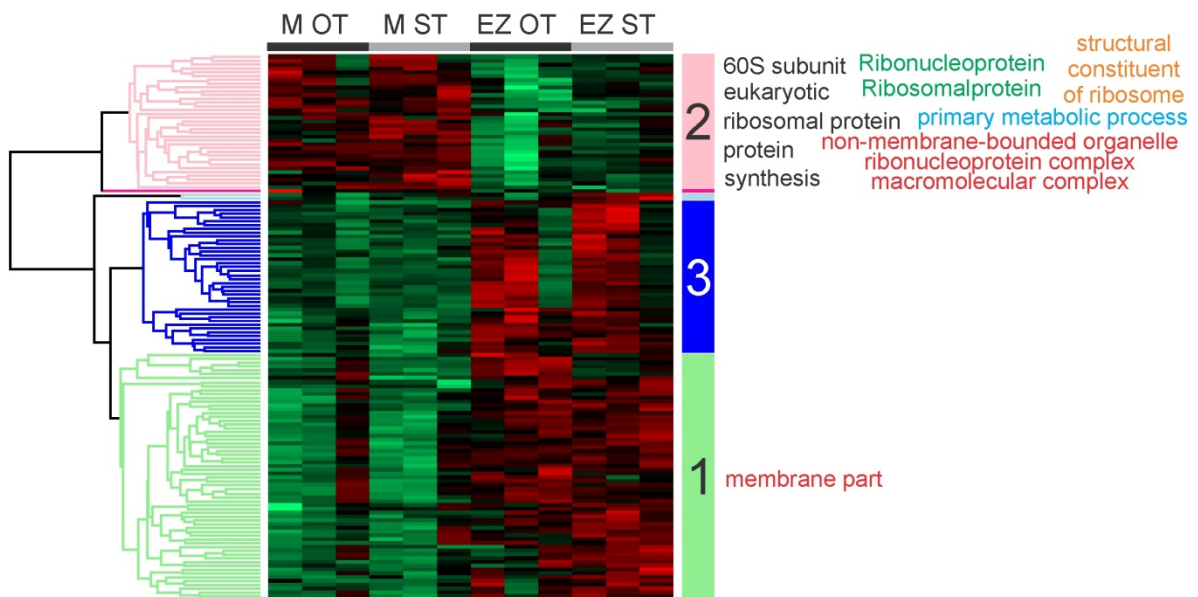 M OT M ST EZ OT EZ ST
structural
60S subunit Ribonucleoprotein constituent
eukaryotic Ribosomalprotein of ribosome
ribosomal protein primary metabolic process
2
protein non-membrane-bounded organelle
ribonucleoprotein complex
synthesis macromolecular complex
3
1 membrane part